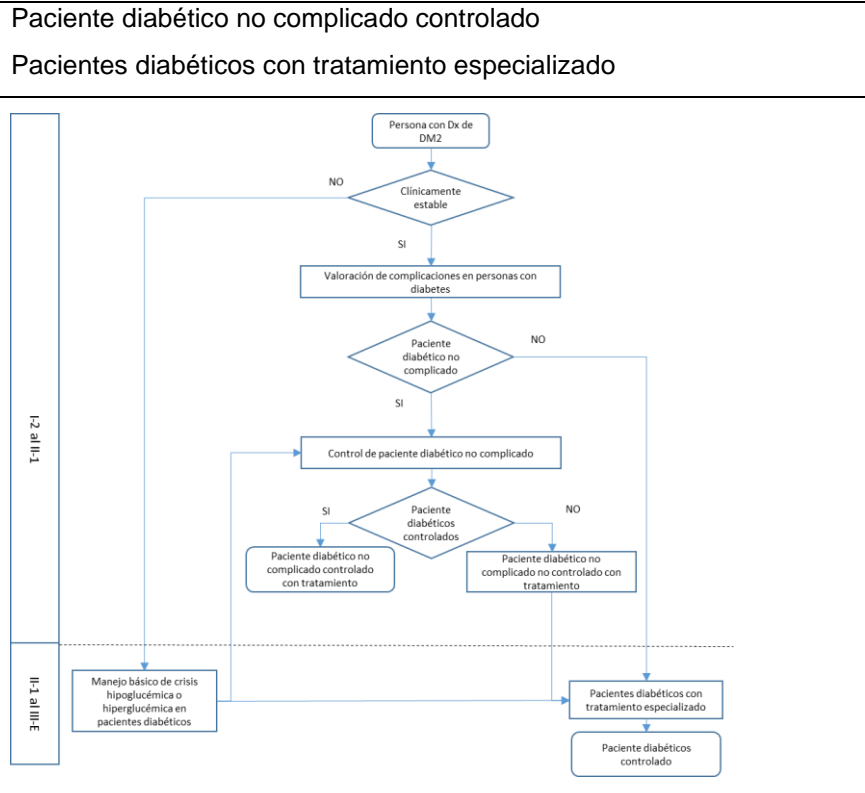 Paciente diabético no complicado controlado
Pacientes diabéticos con tratamiento especializado
Persona con Dx de
DM2
NO
Clínicamente
estable
SI
Valoración de complicaciones en personas con
diabetes
Paciente
diabético no
complicado
NO
SI
I-2 al II-1
Control de paciente diabético no complicado
SI
Paciente
diabéticos
controlados
NO
Paciente diabético no
complicado controlado
con tratamiento
Paciente diabético no
complicado no controlado con
tratamiento
II-1 al III-E
Manejo básico de crisis
hipoglucémica o
hiperglucémica en
pacientes diabéticos
Pacientes diabéticos con
tratamiento especializado
Paciente diabéticos
controlado